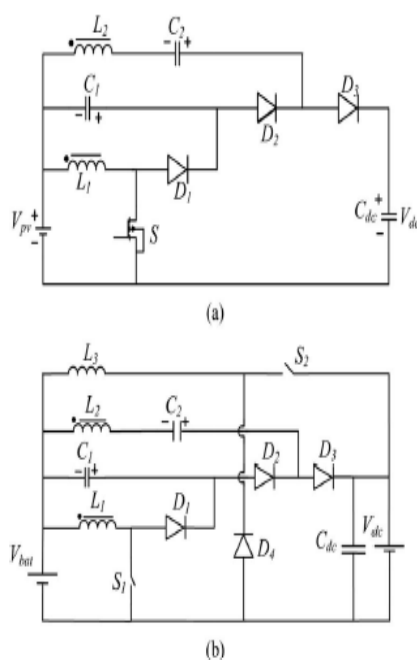 L2
C2
C1
D3
D2
L1
D1
Vpv + −
S
Cdc + −
Vdc
(a)
L3
S2
L2
C2
C1
D2
D3
L1
D1
Vbat
S1
D4
Cdc
Vdc
(b)